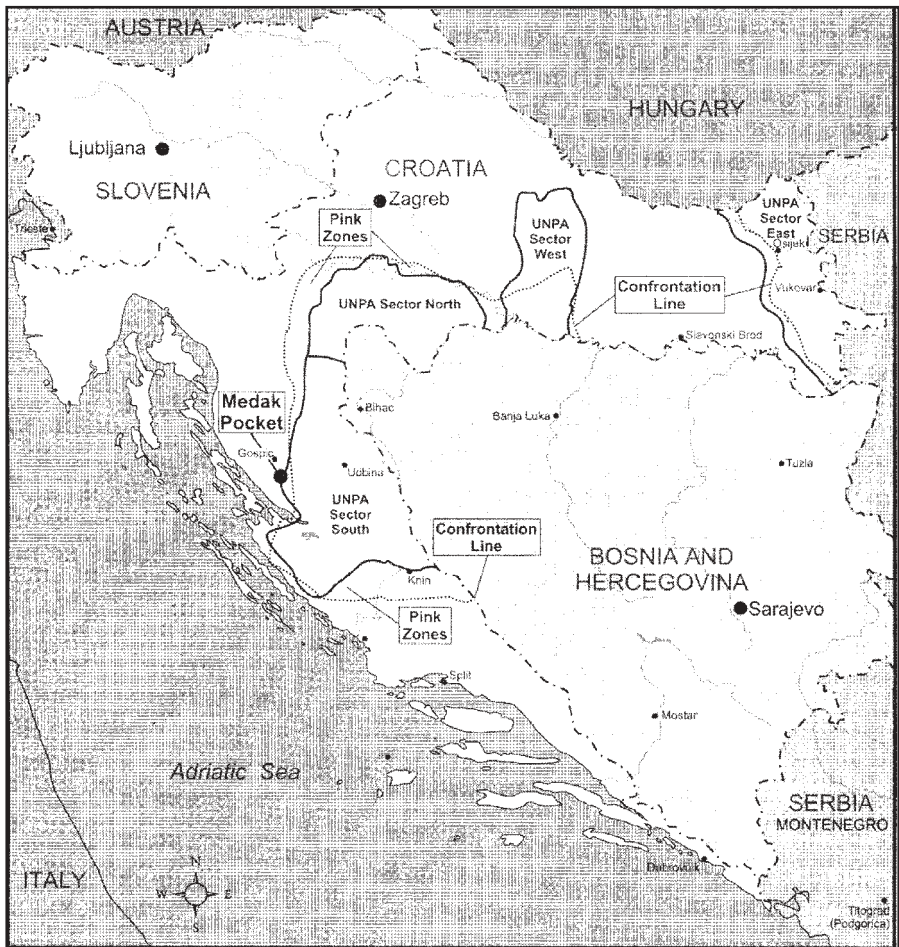 AUSTRIA
HUNGARY
Ljubljana
SLOVENIA
CROATIA
Zagreb
Trieste
Pink
Zones
UNPA
Sector
West
UNPA
Sector
East
Osijek
SERBIA
UNPA Sector North
Confrontation
Line
Vukovar
Slavonski Brod
Medak
Pocket
Gospic
Bihac
Banja Luka
Udbina
Tuzla
UNPA
Sector
South
Confrontation
Line
Knin
BOSNIA AND
HERCEGOVINA
Sarajevo
Pink
Zones
Split
Mostar
Adriatic Sea
SERBIA
MONTENEGRO
ITALY
N
W E
S
Dubrovnik
Titograd
(Podgorica)